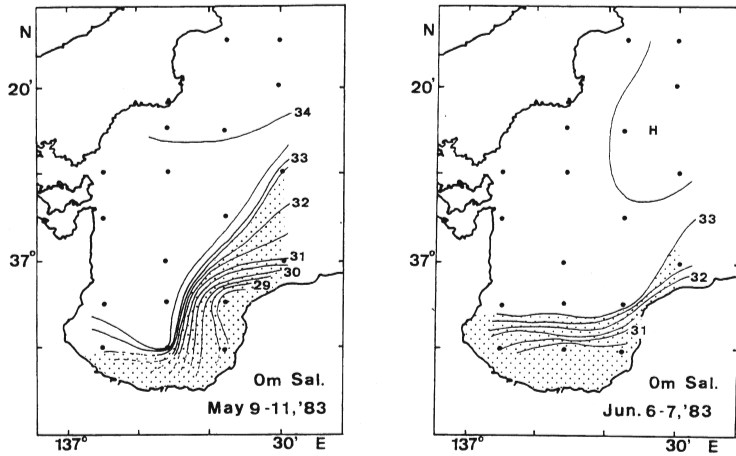 N
20'
34
33
32
31
30
29
37°
0m Sal.
May 9-11,'83
137°
30' E
N
20'
H
33
37°
32
31
0m Sal.
Jun. 6-7,'83
137°
30' E